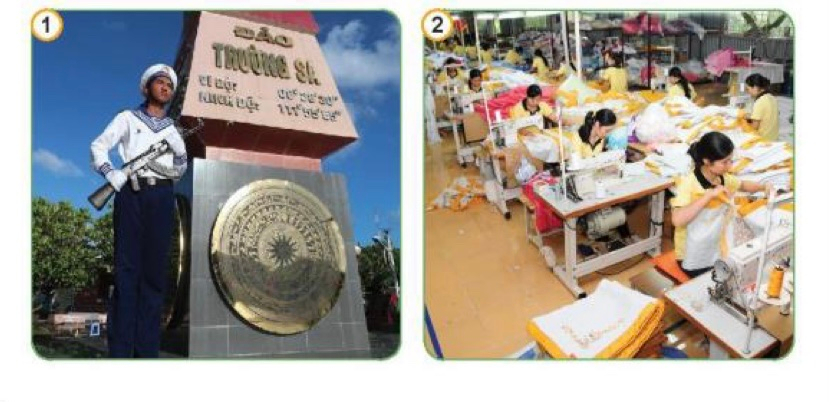 1
ĐẢO
TRƯỜNG SA
VĨ ĐỘ:
KINH ĐỘ:
2